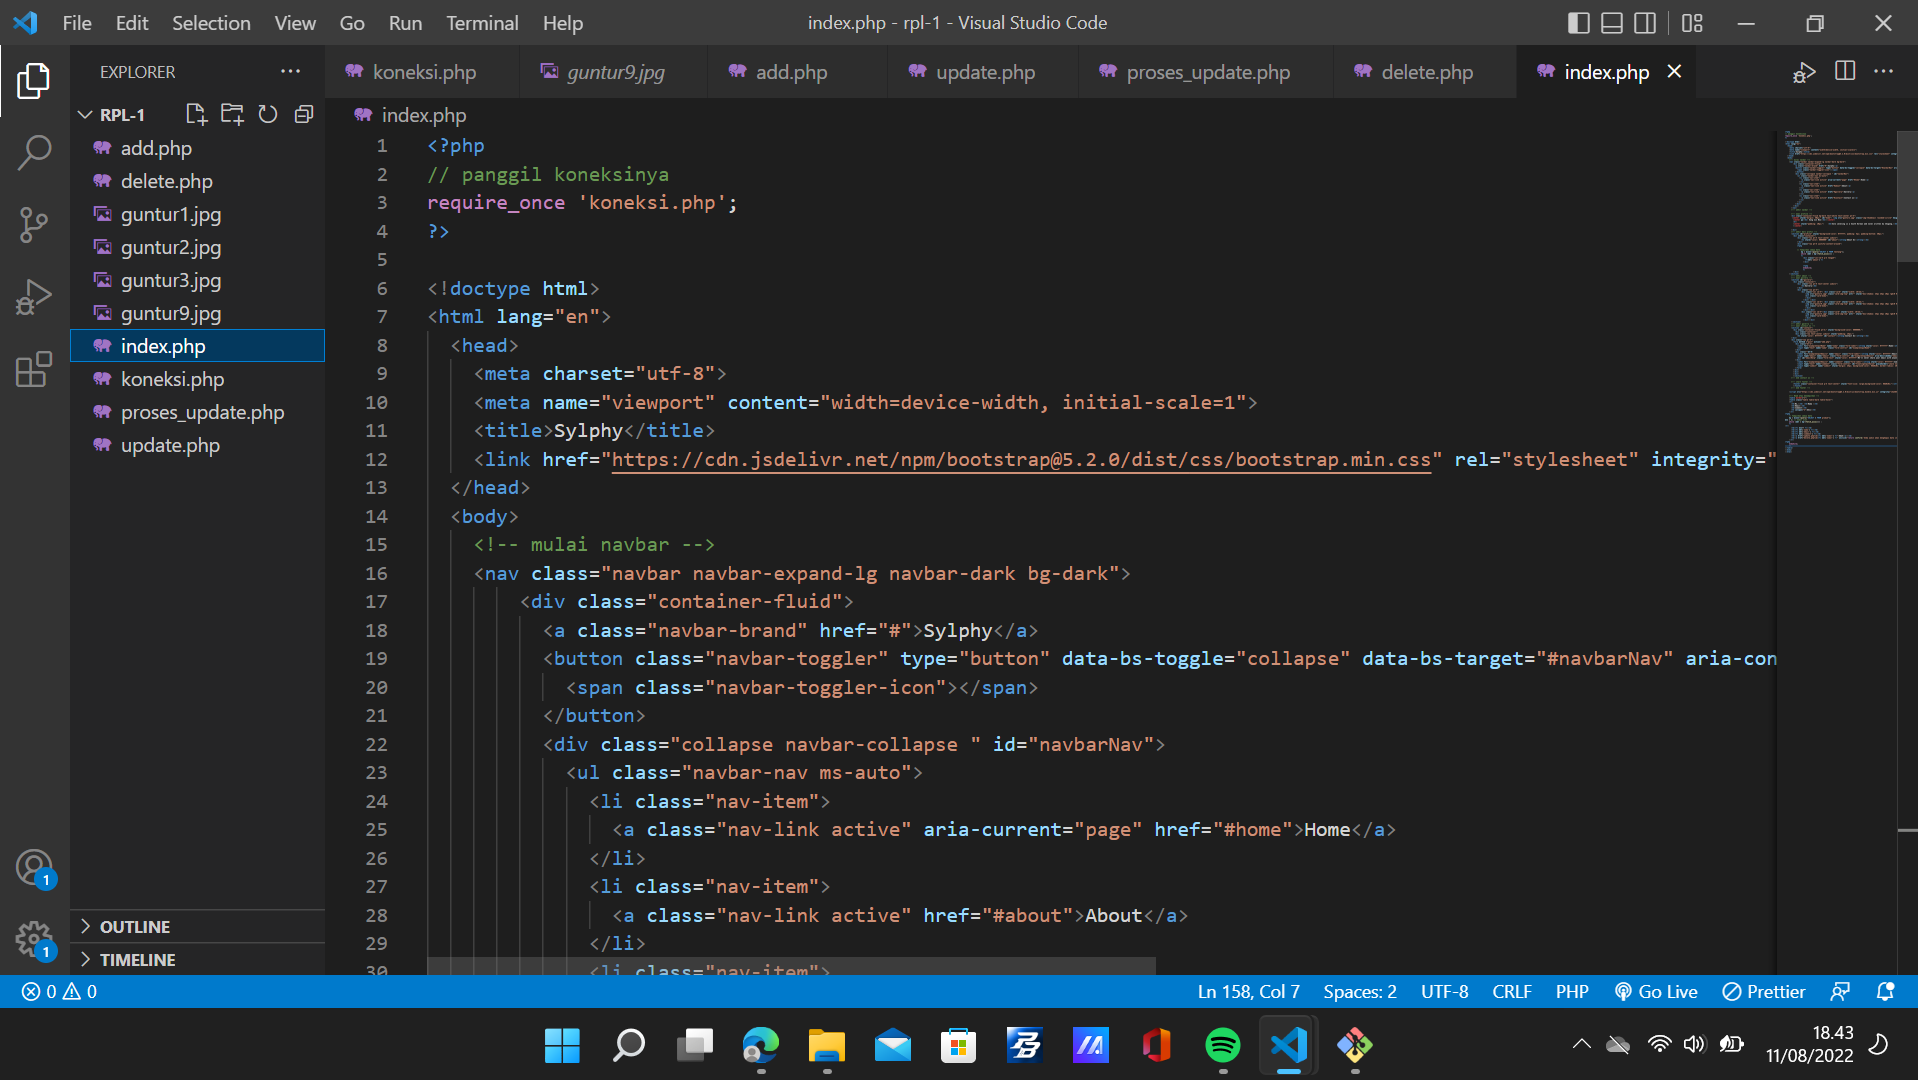 File Edit Selection View Go Run Terminal Help
index.php - rpl-1 - Visual Studio Code
EXPLORER
RPL-1
add.php
delete.php
guntur1.jpg
guntur2.jpg
guntur3.jpg
guntur9.jpg
index.php
koneksi.php
proses_update.php
update.php
OUTLINE
TIMELINE
koneksi.php guntur9.jpg add.php update.php proses_update.php delete.php index.php
index.php
1 <?php
2 // panggil koneksinya
3 require_once 'koneksi.php';
4 ?>
5
6 <!doctype html>
7 <html lang="en">
8 <head>
9 <meta charset="utf-8">
10 <meta name="viewport" content="width=device-width, initial-scale=1">
11 <title>Sylphy</title>
12 <link href="https://cdn.jsdelivr.net/npm/bootstrap@5.2.0/dist/css/bootstrap.min.css" rel="stylesheet" integrity="
13 </head>
14 <body>
15 <!-- mulai navbar -->
16 <nav class="navbar navbar-expand-lg navbar-dark bg-dark">
17 <div class="container-fluid">
18 <a class="navbar-brand" href="#">Sylphy</a>
19 <button class="navbar-toggler" type="button" data-bs-toggle="collapse" data-bs-target="#navbarNav" aria-con
20 <span class="navbar-toggler-icon"></span>
21 </button>
22 <div class="collapse navbar-collapse " id="navbarNav">
23 <ul class="navbar-nav ms-auto">
24 <li class="nav-item">
25 <a class="nav-link active" aria-current="page" href="#home">Home</a>
26 </li>
27 <li class="nav-item">
28 <a class="nav-link active" href="#about">About</a>
29 </li>
30 <li class="nav-item">
1
1
0 0
Ln 158, Col 7 Spaces: 2 UTF-8 CRLF PHP Go Live Prettier
18.43
11/08/2022